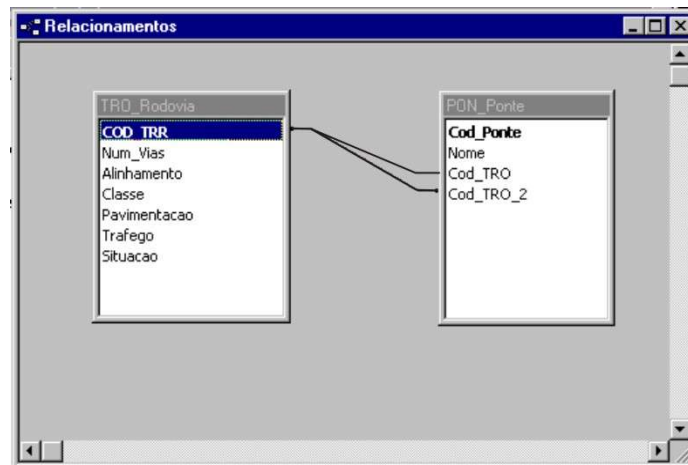 Relacionamentos
TRO_Rodovia
COD_TRR
Num_Vias
Alinhamento
Classe
Pavimentacao
Trafego
Situacao
PON_Ponte
Cod_Ponte
Nome
Cod_TRO
Cod_TRO_2